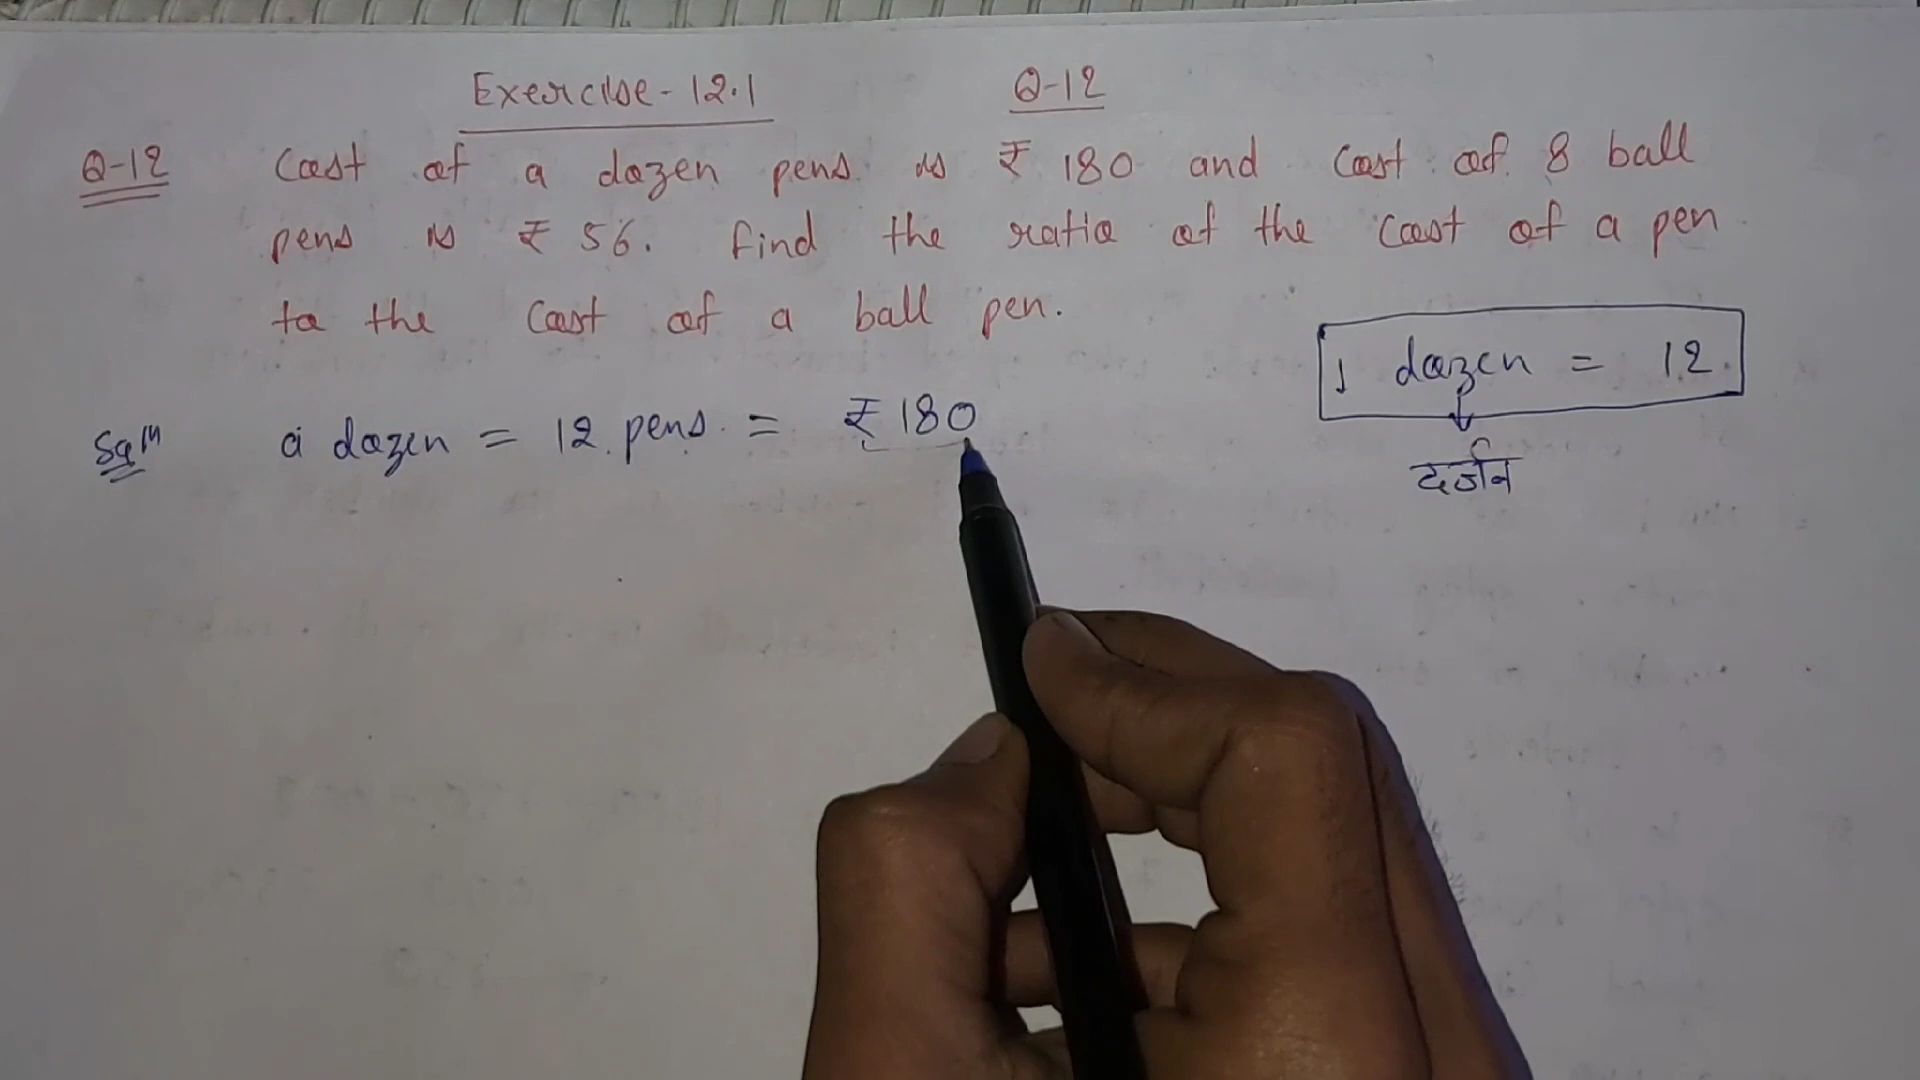 Exercise-12.1 Q-12
Q-12 Cost of a dozen pens is ₹ 180 and cost of 8 ball
pens is ₹ 56. Find the ratio of the cost of a pen
to the cost of a ball pen.
1 dozen = 12
Solⁿ a dozen = 12 pens = ₹ 180
दर्जन